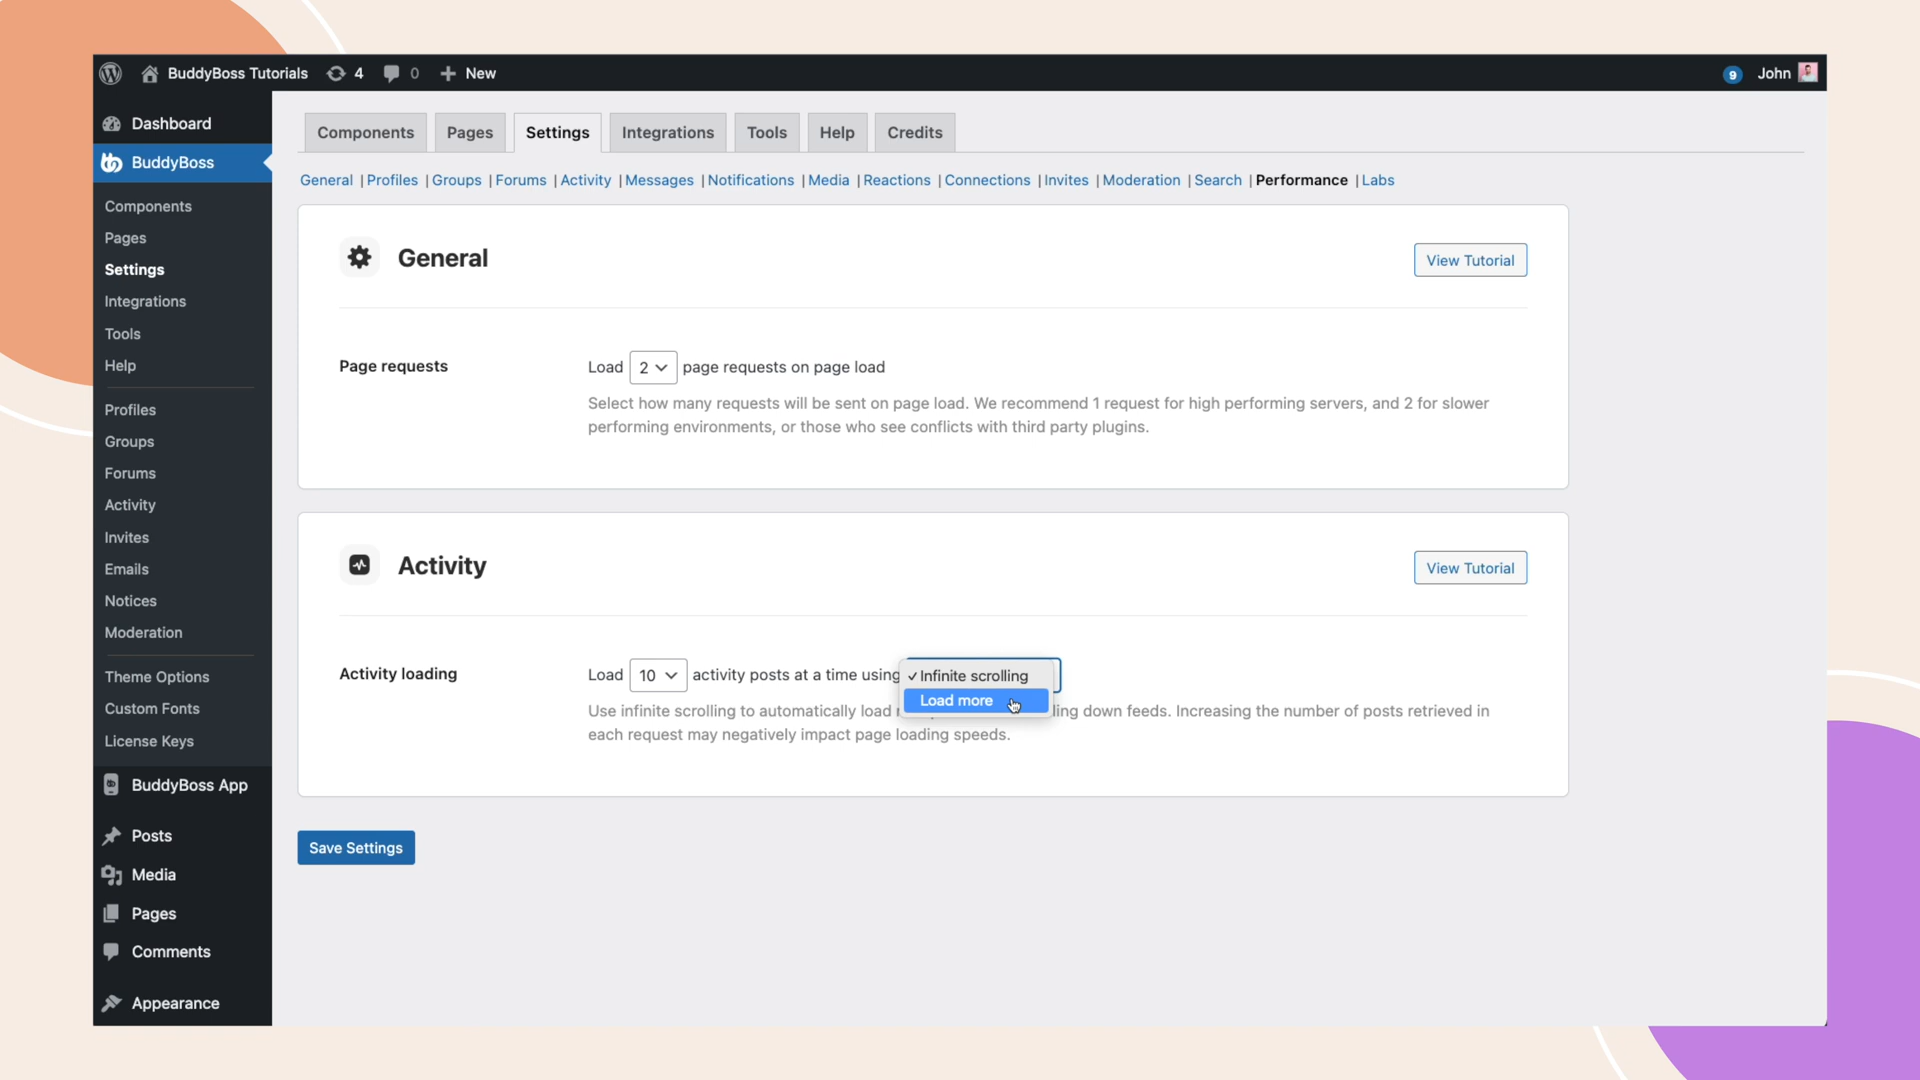 BuddyBoss Tutorials 4 0 New 9 John
Dashboard
BuddyBoss
Components
Pages
Settings
Integrations
Tools
Help
Profiles
Groups
Forums
Activity
Invites
Emails
Notices
Moderation
Theme Options
Custom Fonts
License Keys
BuddyBoss App
Posts
Media
Pages
Comments
Appearance
Components Pages Settings Integrations Tools Help Credits
General | Profiles | Groups | Forums | Activity | Messages | Notifications | Media | Reactions | Connections | Invites | Moderation | Search | Performance | Labs
General
View Tutorial
Page requests
Load 2 page requests on page load
Select how many requests will be sent on page load. We recommend 1 request for high performing servers, and 2 for slower
performing environments, or those who see conflicts with third party plugins.
Activity
View Tutorial
Activity loading
Load 10 activity posts at a time using ✓ Infinite scrolling
Load more
Use infinite scrolling to automatically load ling down feeds. Increasing the number of posts retrieved in
each request may negatively impact page loading speeds.
Save Settings